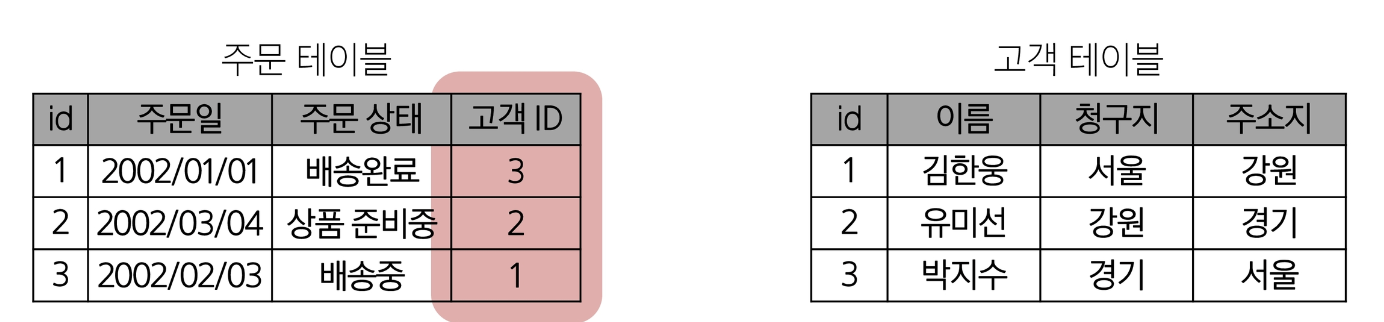 주문 테이블
id 주문일 주문 상태 고객 ID
1 2002/01/01 배송완료 3
2 2002/03/04 상품 준비중 2
3 2002/02/03 배송중 1
고객 테이블
id 이름 청구지 주소지
1 김한웅 서울 강원
2 유미선 강원 경기
3 박지수 경기 서울